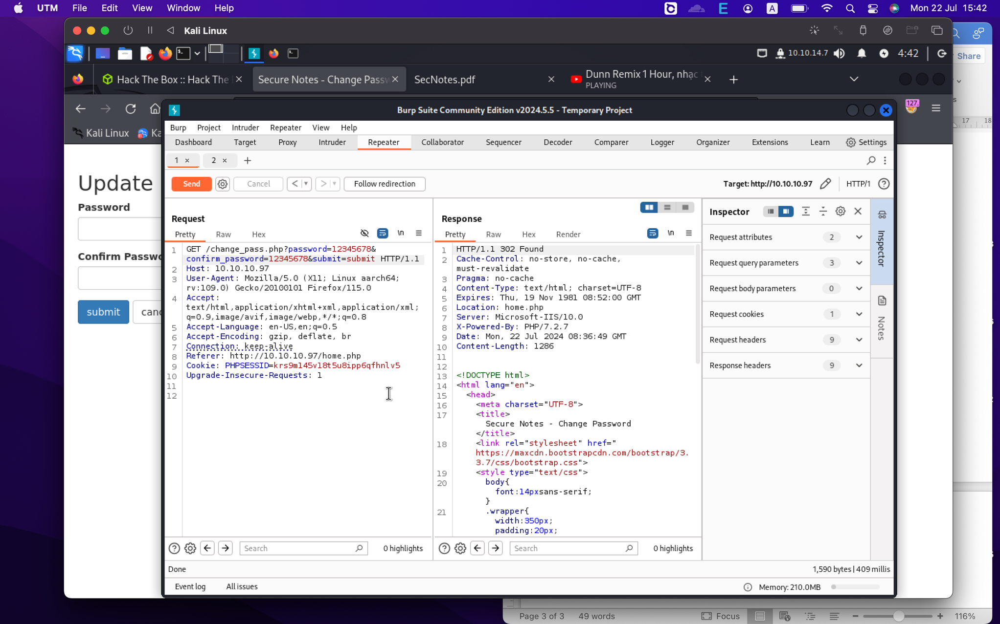 UTM File Edit View Window Help
A Mon 22 Jul 15:42
Kali Linux
10.10.14.7 4:42
Share
Hack The Box :: Hack The
Secure Notes - Change Passw
SecNotes.pdf
Dunn Remix 1 Hour, nhạc
PLAYING
127.
17 18
Kali Linux Ka
Burp Suite Community Edition v2024.5.5 - Temporary Project
Burp Project Intruder Repeater View Help
Dashboard Target Proxy Intruder Repeater Collaborator Sequencer Decoder Comparer Logger Organizer Extensions Learn Settings
1 × 2 × +
Send Cancel < > Follow redirection Target: http://10.10.10.97 HTTP/1
Update
Password
Confirm Passwo
submit canc
Request
Pretty Raw Hex \n
1 GET /change_pass.php?password=12345678&
confirm_password=12345678&submit=submit HTTP/1.1
2 Host: 10.10.10.97
3 User-Agent: Mozilla/5.0 (X11; Linux aarch64;
rv:109.0) Gecko/20100101 Firefox/115.0
4 Accept:
text/html,application/xhtml+xml,application/xml;
q=0.9,image/avif,image/webp,*/*;q=0.8
5 Accept-Language: en-US,en;q=0.5
6 Accept-Encoding: gzip, deflate, br
7 Connection: keep-alive
8 Referer: http://10.10.10.97/home.php
9 Cookie: PHPSESSID=krs9m145v18t5u8ipp6qfhnlv5
10 Upgrade-Insecure-Requests: 1
11
12
Search 0 highlights
Response
Pretty Raw Hex Render \n
1 HTTP/1.1 302 Found
2 Cache-Control: no-store, no-cache,
must-revalidate
3 Pragma: no-cache
4 Content-Type: text/html; charset=UTF-8
5 Expires: Thu, 19 Nov 1981 08:52:00 GMT
6 Location: home.php
7 Server: Microsoft-IIS/10.0
8 X-Powered-By: PHP/7.2.7
9 Date: Mon, 22 Jul 2024 08:36:49 GMT
10 Content-Length: 1286
11
12
13 <!DOCTYPE html>
14 <html lang="en">
15 <head>
16 <meta charset="UTF-8">
17 <title>
Secure Notes - Change Password
</title>
18 <link rel="stylesheet" href="
https://maxcdn.bootstrapcdn.com/bootstrap/3.
3.7/css/bootstrap.css">
19 <style type="text/css">
20 body{
font:14pxsans-serif;
}
21 .wrapper{
width:350px;
padding:20px;
Search 0 highlights
Inspector
Request attributes 2
Request query parameters 3
Request body parameters 0
Request cookies 1
Request headers 9
Response headers 9
Inspector
Notes
Done 1,590 bytes | 409 millis
Event log All issues Memory: 210.0MB
Page 3 of 3 49 words Focus 116%